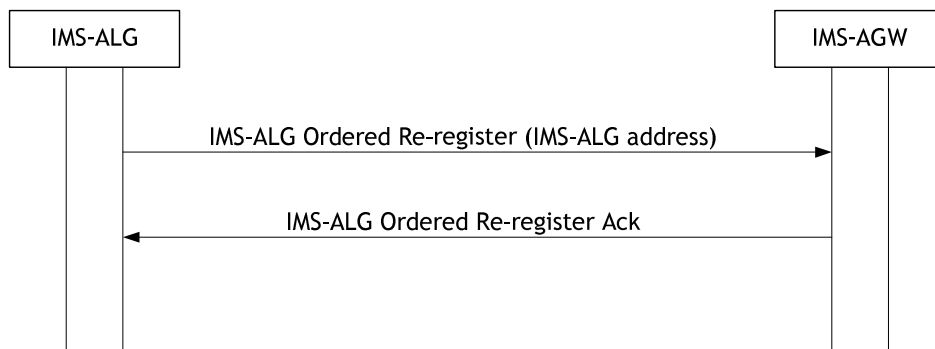 IMS-ALG
IMS-AGW
IMS-ALG Ordered Re-register (IMS-ALG address)
IMS-ALG Ordered Re-register Ack